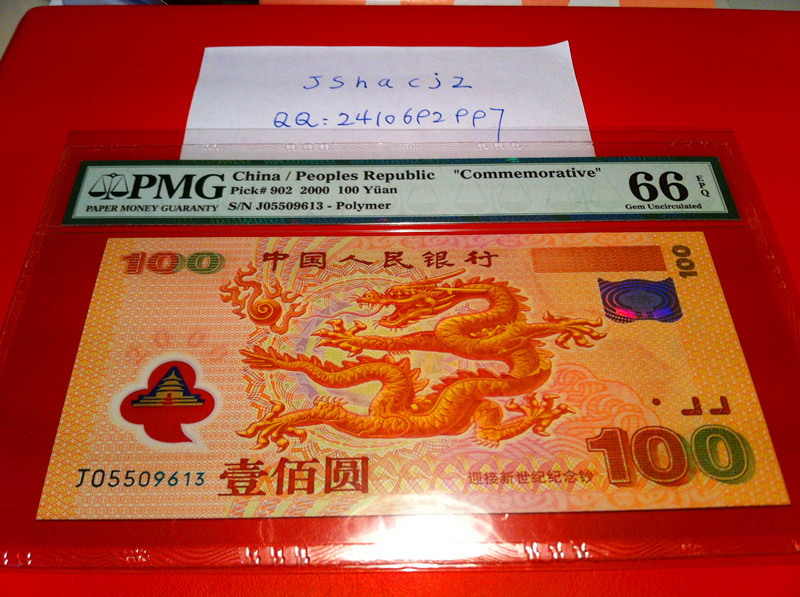 JShacjz
QQ:2410692997
PMG
PAPER MONEY GUARANTY
China / Peoples Republic "Commemorative"
Pick# 902 2000 100 Yüan
S/N J05509613 - Polymer
66 EPQ
Gem Uncirculated
100
中国人民银行
100
2000
J05509613
壹佰圆
迎接新世纪纪念钞
100